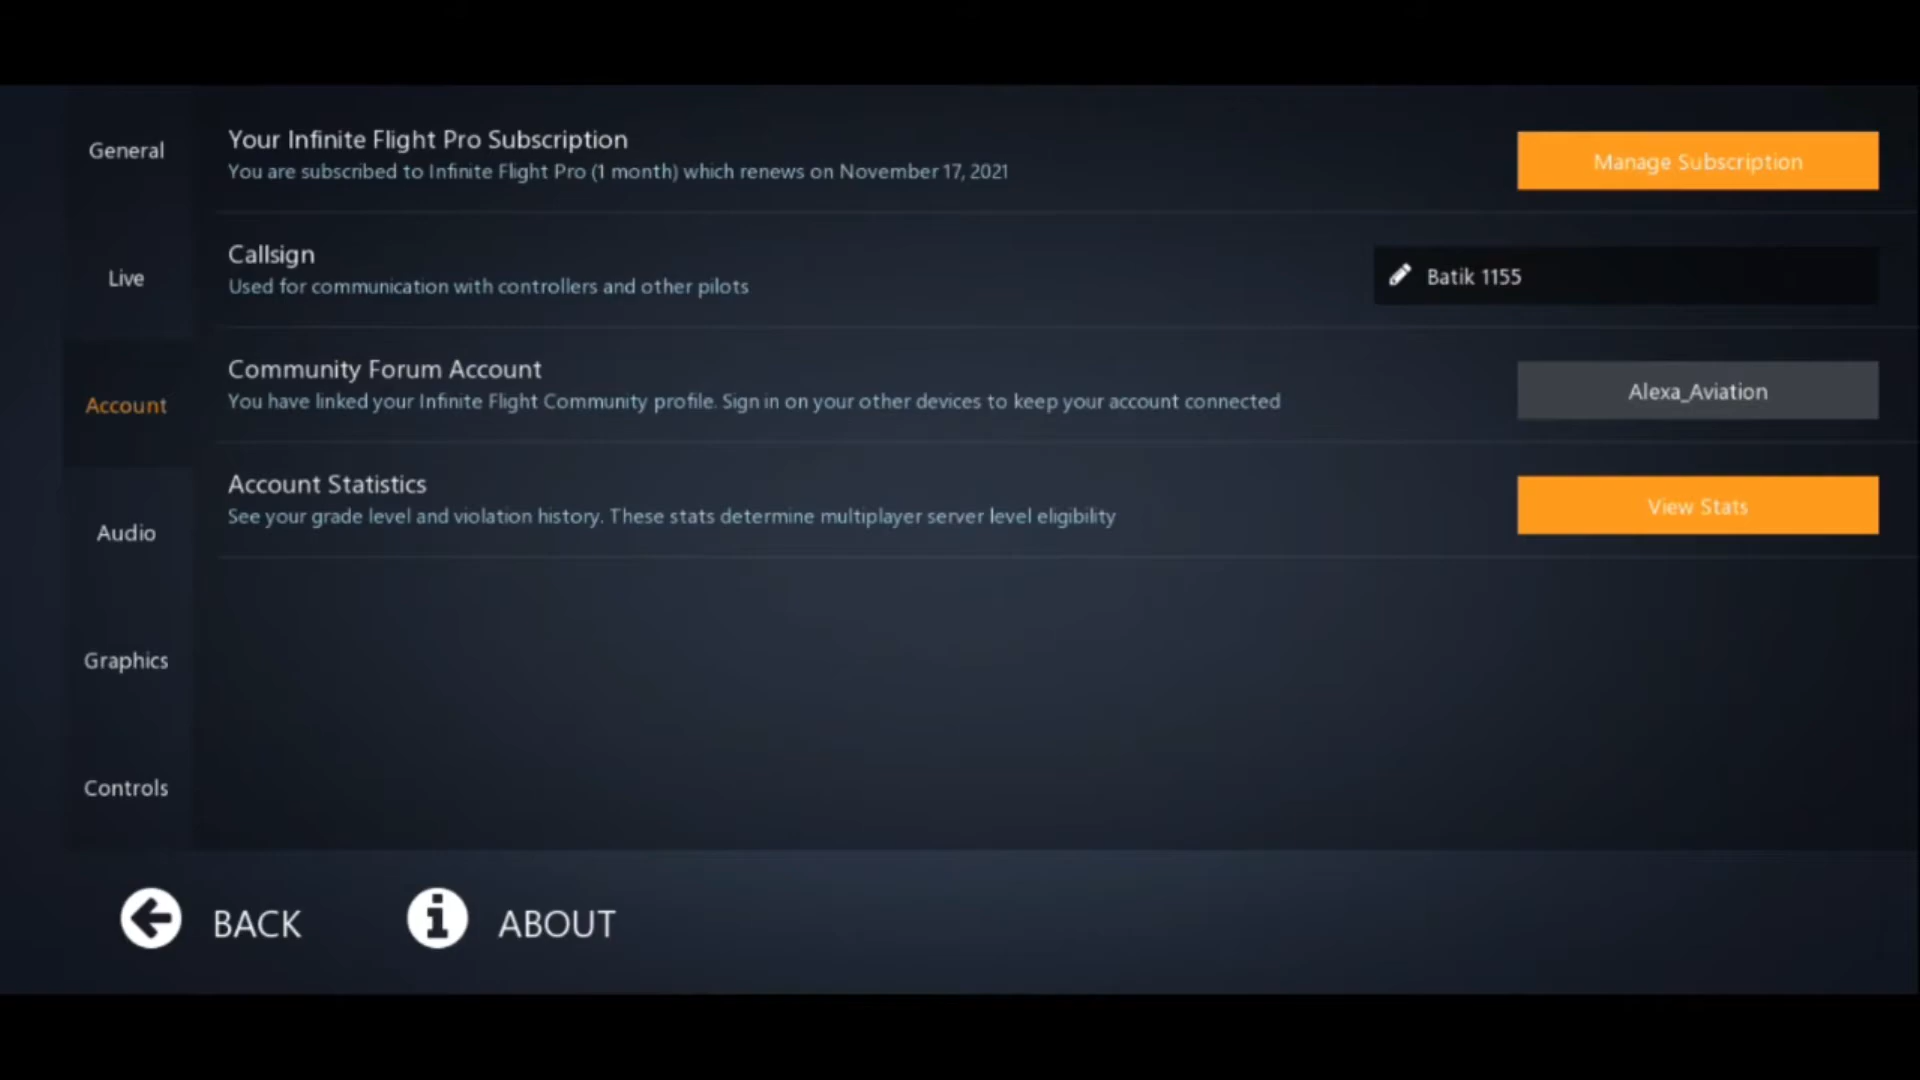 General
Your Infinite Flight Pro Subscription
You are subscribed to Infinite Flight Pro (1 month) which renews on November 17, 2021
Manage Subscription
Live
Callsign
Used for communication with controllers and other pilots
Batik 1155
Account
Community Forum Account
You have linked your Infinite Flight Community profile. Sign in on your other devices to keep your account connected
Alexa_Aviation
Audio
Account Statistics
See your grade level and violation history. These stats determine multiplayer server level eligibility
View Stats
Graphics
Controls
BACK
ABOUT